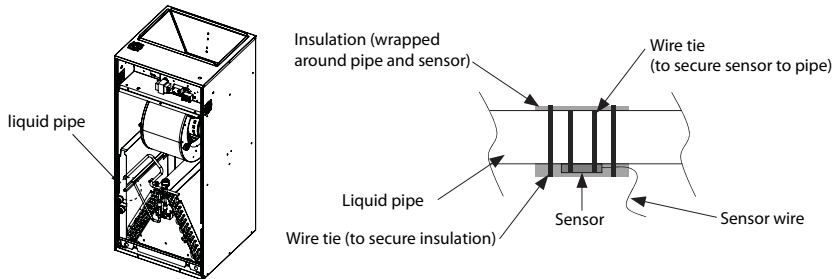 liquid pipe
Insulation (wrapped
around pipe and sensor)
Wire tie
(to secure sensor to pipe)
Liquid pipe
Sensor
Sensor wire
Wire tie (to secure insulation)